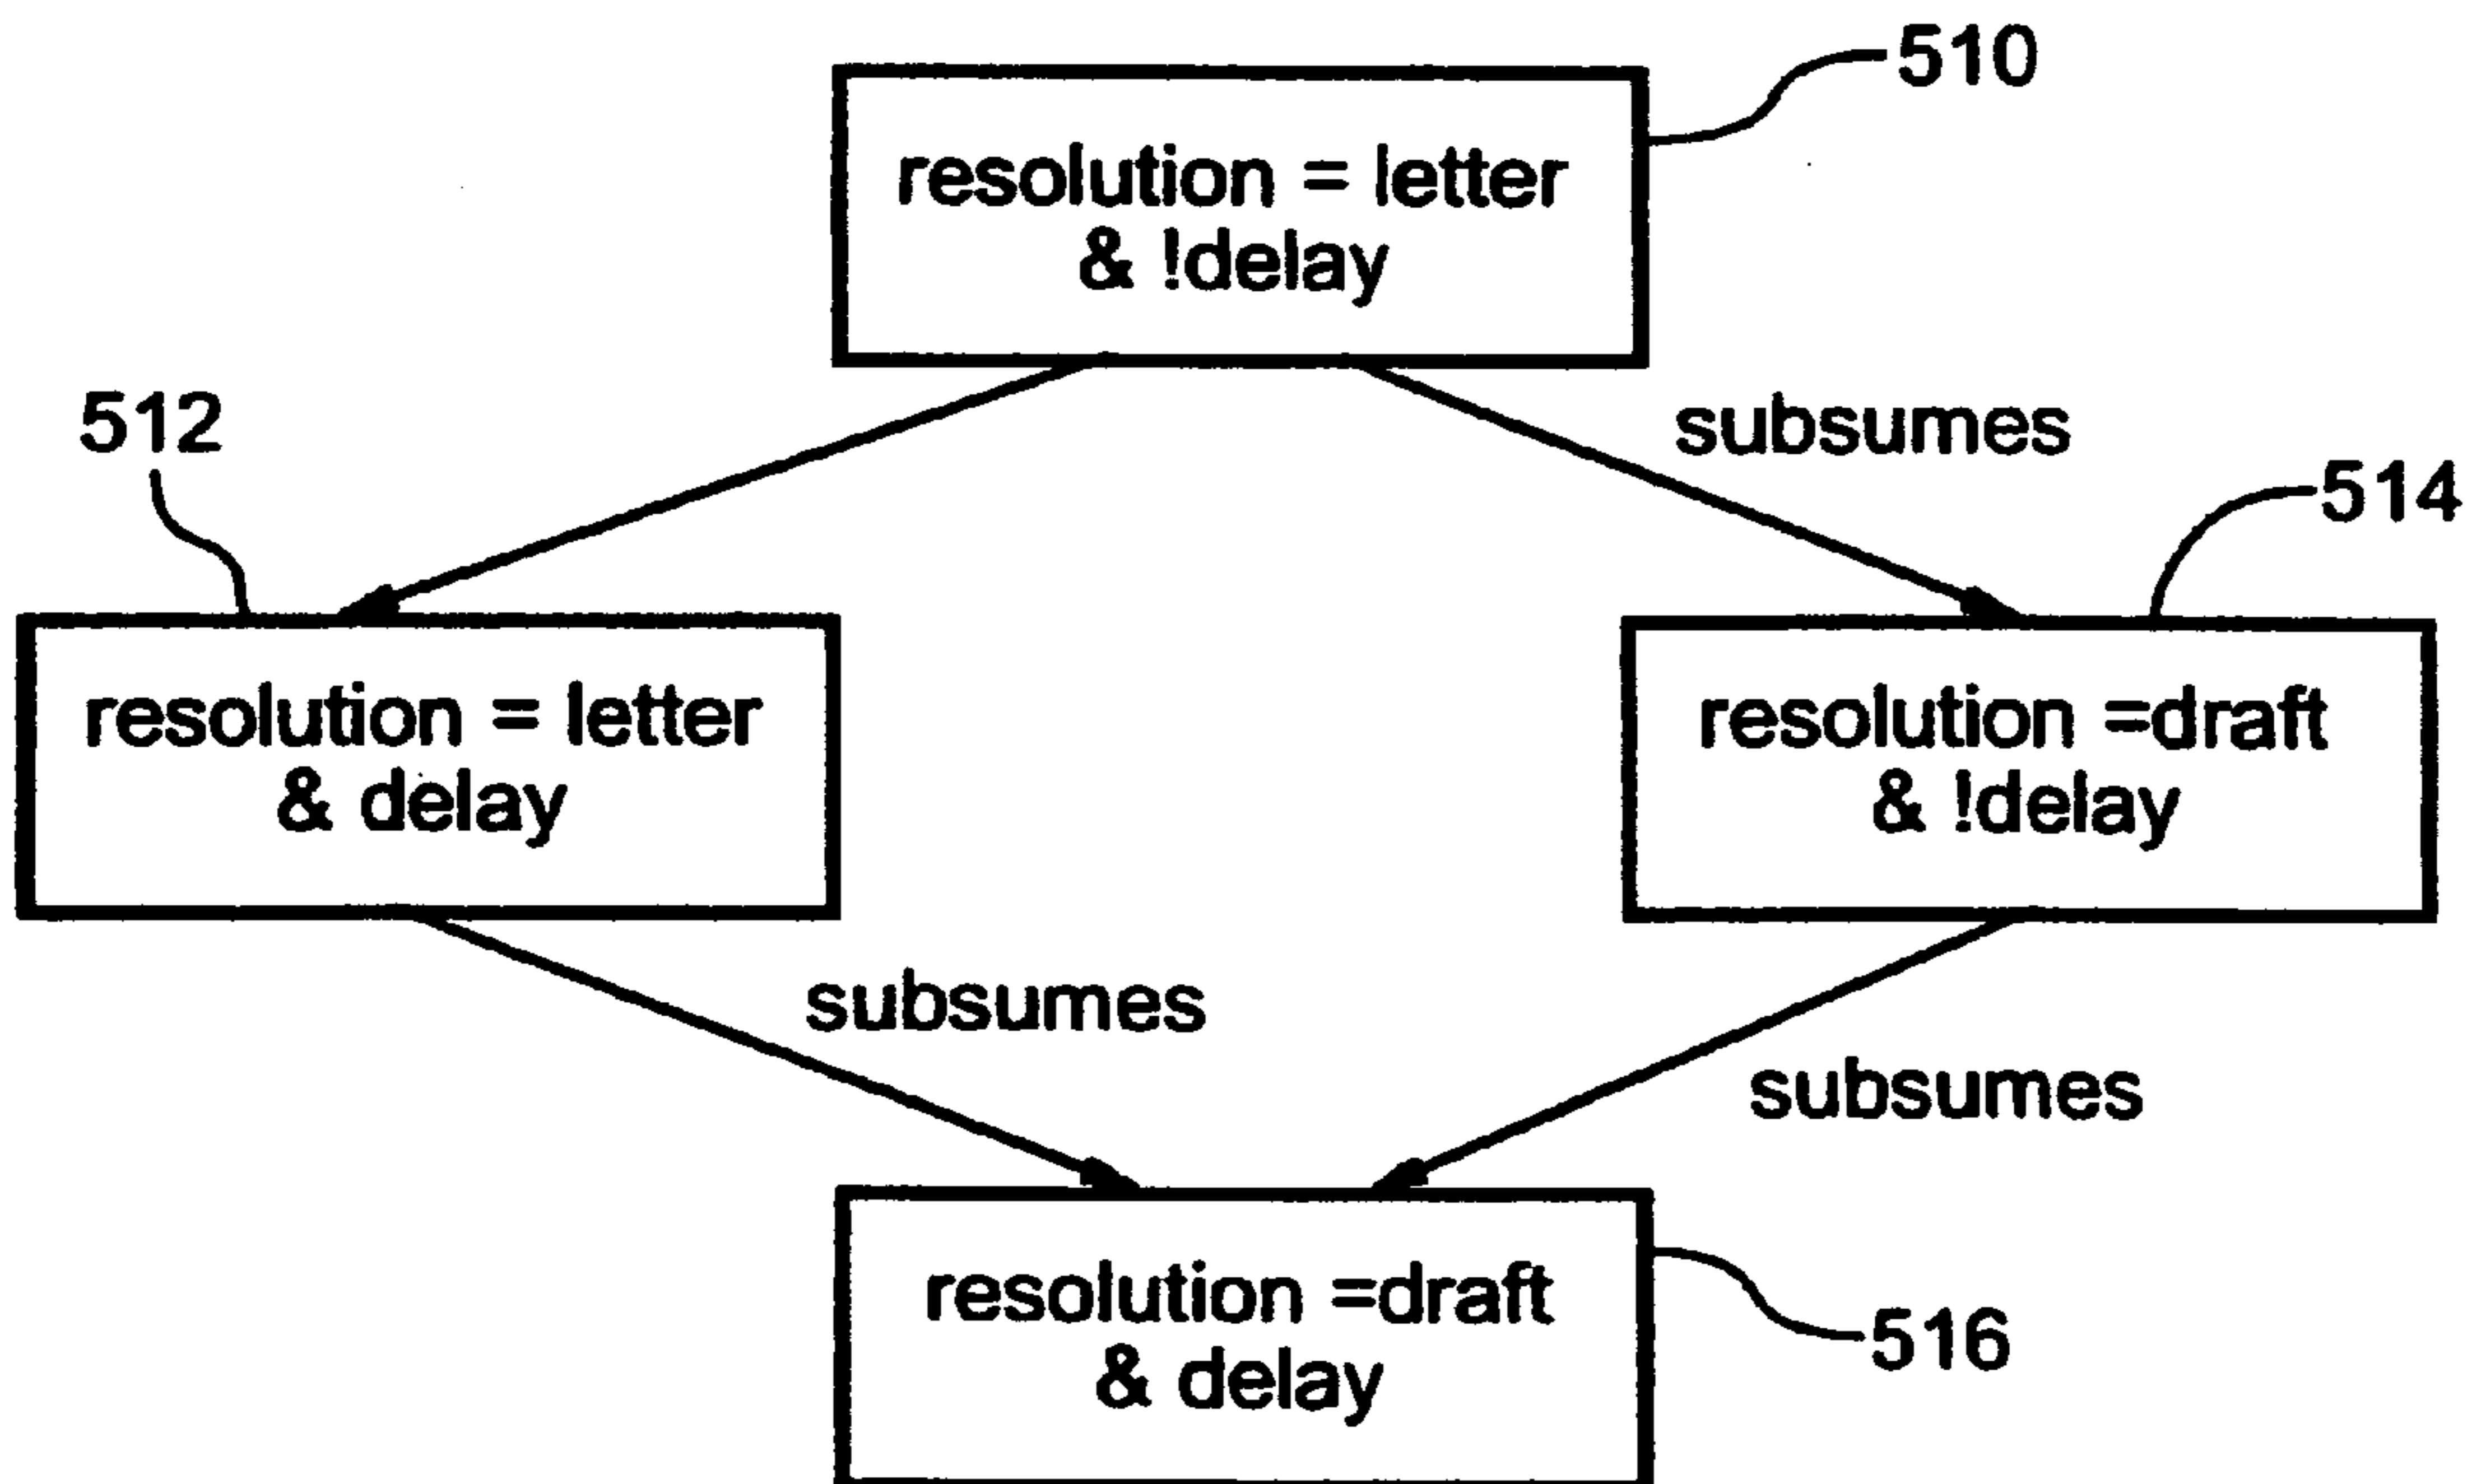 510
resolution = letter
& !delay
512
subsumes
514
resolution = letter
& delay
resolution =draft
& !delay
subsumes
subsumes
resolution =draft
& delay
516